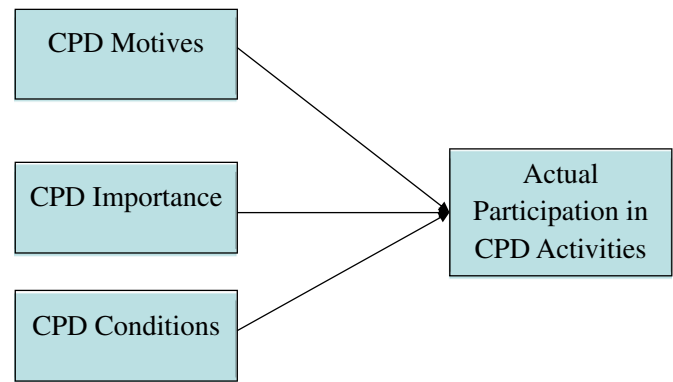 CPD Motives
CPD Importance
CPD Conditions
Actual
Participation in
CPD Activities